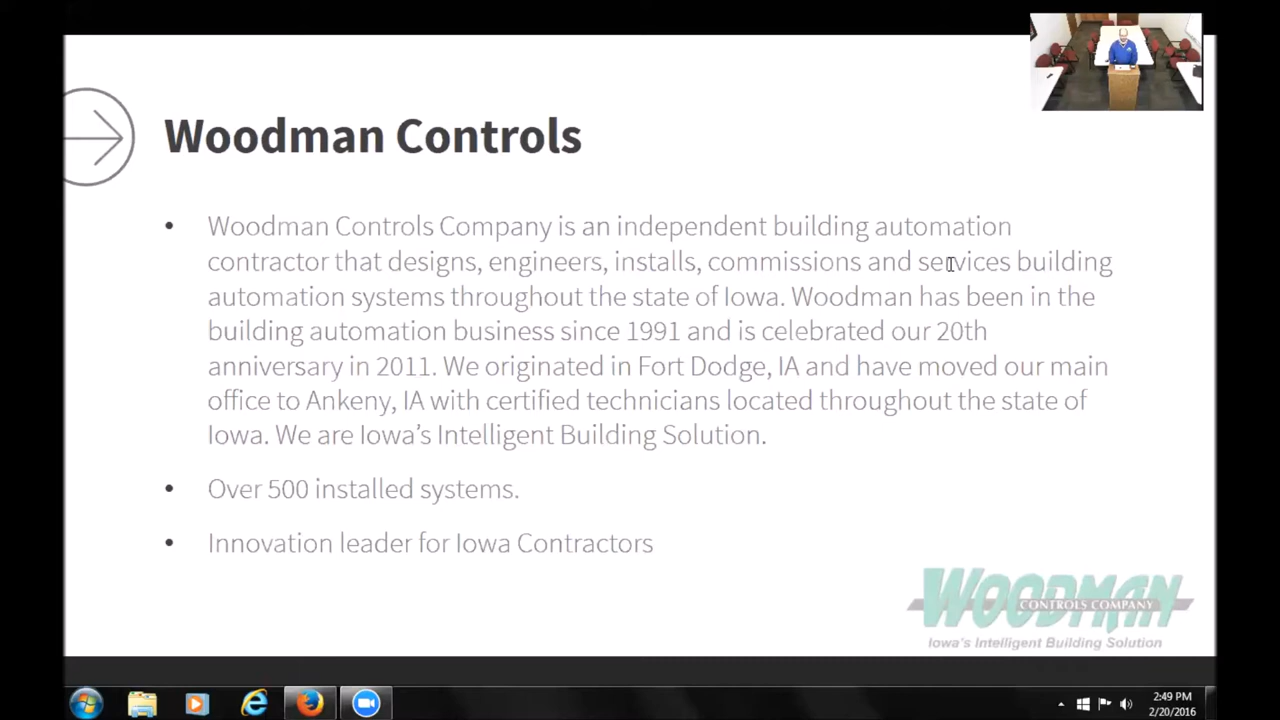 Woodman Controls
• Woodman Controls Company is an independent building automation
contractor that designs, engineers, installs, commissions and services building
automation systems throughout the state of Iowa. Woodman has been in the
building automation business since 1991 and is celebrated our 20th
anniversary in 2011. We originated in Fort Dodge, IA and have moved our main
office to Ankeny, IA with certified technicians located throughout the state of
Iowa. We are Iowa’s Intelligent Building Solution.
• Over 500 installed systems.
• Innovation leader for Iowa Contractors
WOODMAN
CONTROLS COMPANY
Iowa's Intelligent Building Solution
2:49 PM
2/20/2016